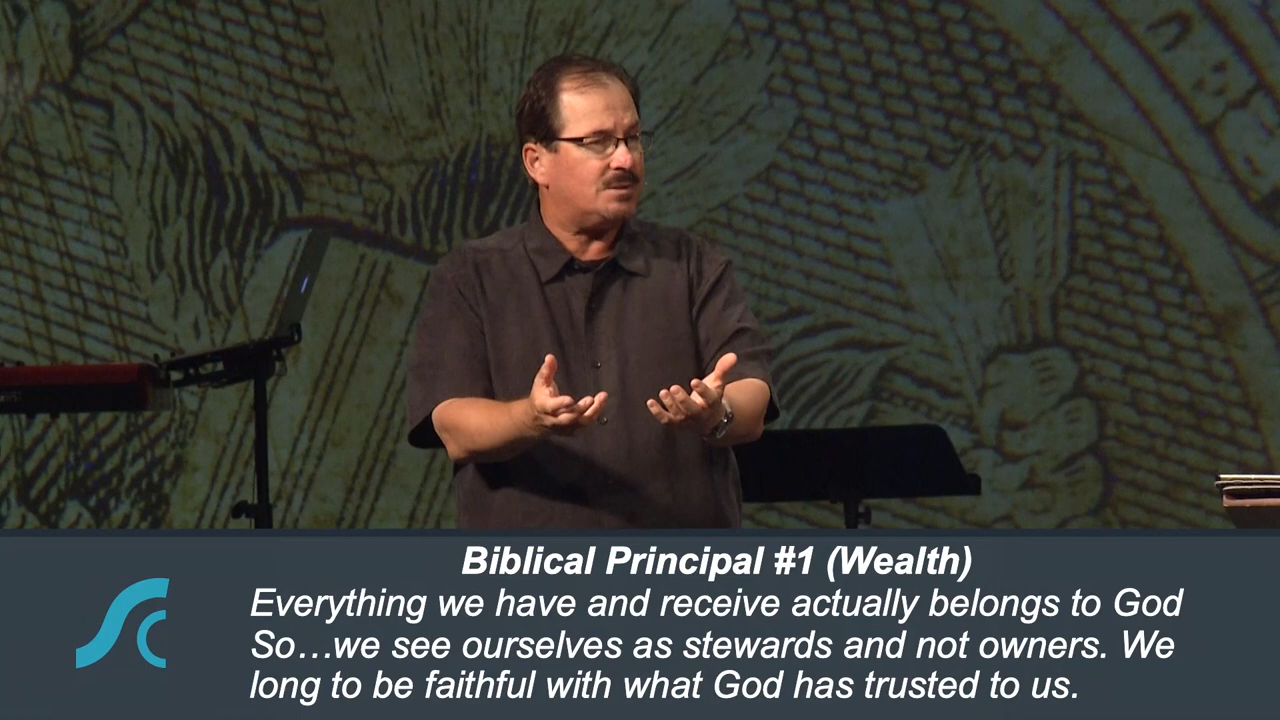 Biblical Principal #1 (Wealth)
Everything we have and receive actually belongs to God
So…we see ourselves as stewards and not owners. We
long to be faithful with what God has trusted to us.